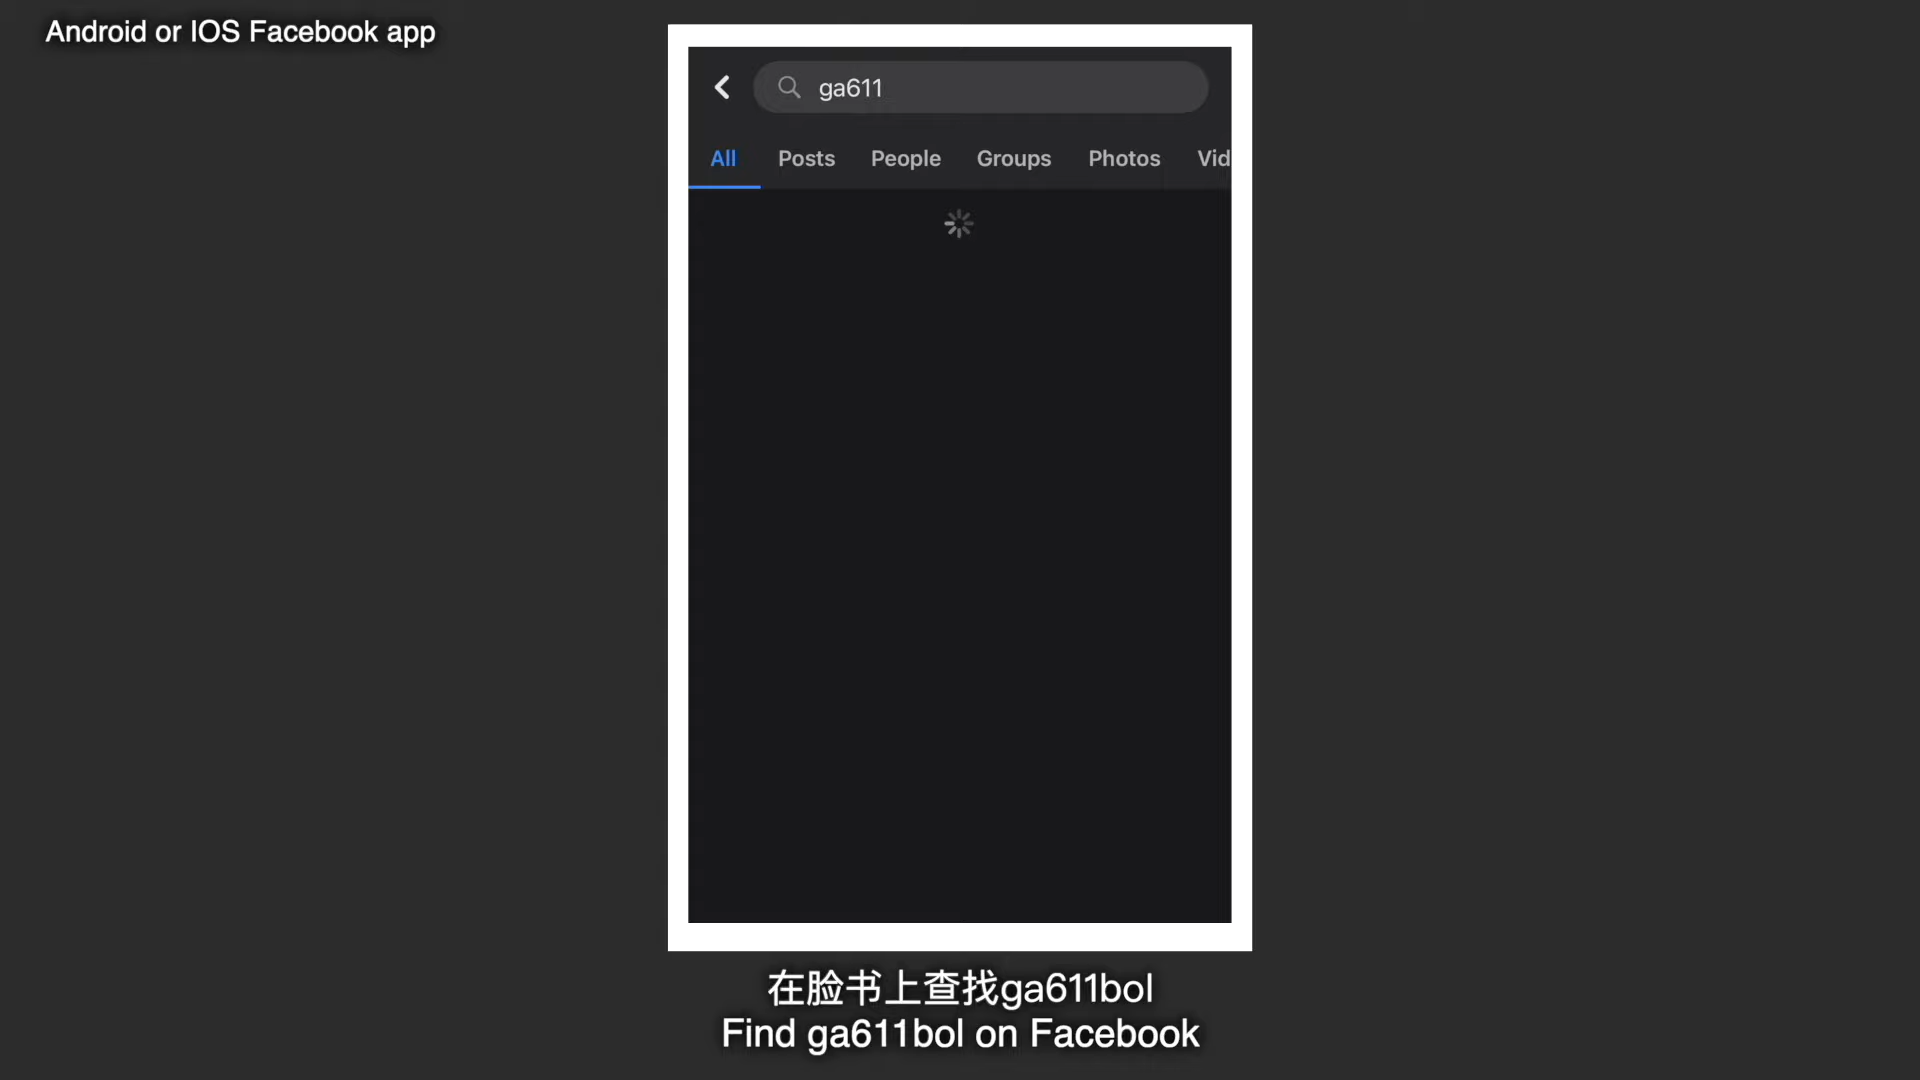 Android or IOS Facebook app
ga611
All Posts People Groups Photos Vid
在脸书上查找ga611bol
Find ga611bol on Facebook